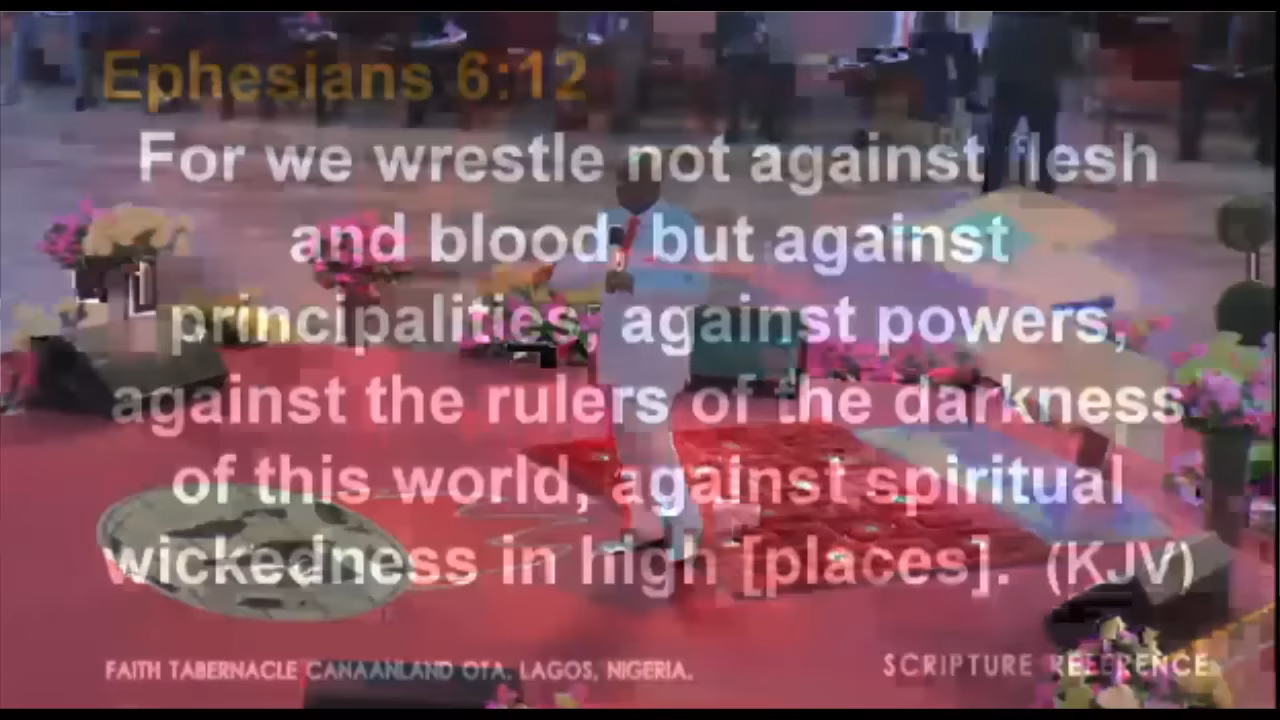 Ephesians 6:12
For we wrestle not against flesh
and blood, but against
principalities, against powers,
against the rulers of the darkness
of this world, against spiritual
wickedness in high [places]. (KJV)
FAITH TABERNACLE CANAANLAND OTA. LAGOS, NIGERIA.
SCRIPTURE REFERENCE